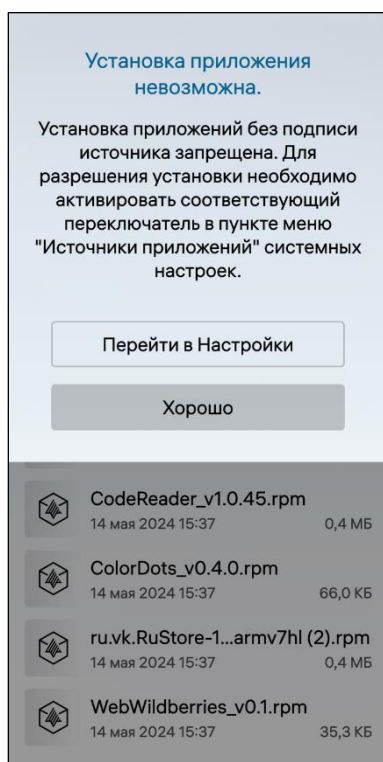 Установка приложения
невозможна.
Установка приложений без подписи
источника запрещена. Для
разрешения установки необходимо
активировать соответствующий
переключатель в пункте меню
"Источники приложений" системных
настроек.
Перейти в Настройки
Хорошо
CodeReader_v1.0.45.rpm
14 мая 2024 15:37 0,4 МБ
ColorDots_v0.4.0.rpm
14 мая 2024 15:37 66,0 КБ
ru.vk.RuStore-1...armv7hl (2).rpm
14 мая 2024 15:37 0,4 МБ
WebWildberries_v0.1.rpm
14 мая 2024 15:37 35,3 КБ